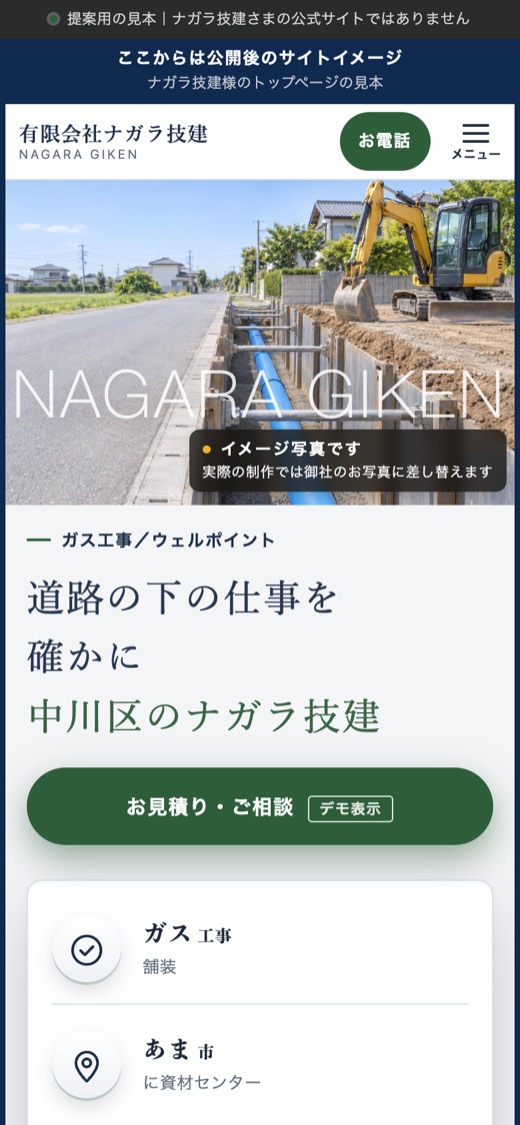 提案用の見本｜ナガラ技建さまの公式サイトではありません
ここからは公開後のサイトイメージ
ナガラ技建様のトップページの見本
有限会社ナガラ技建
NAGARA GIKEN
お電話
メニュー
NAGARA GIKEN
イメージ写真です
実際の制作では御社のお写真に差し替えます
ガス工事／ウェルポイント
道路の下の仕事を
確かに
中川区のナガラ技建
お見積り・ご相談 デモ表示
ガス 工事
舗装
あま 市
に資材センター